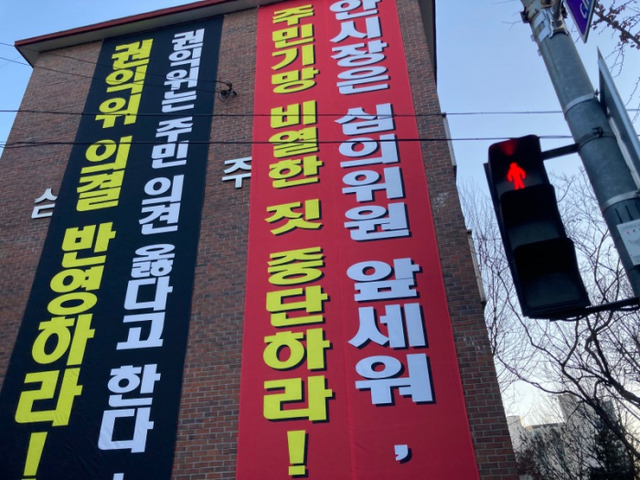 안시장은 심의위원 앞세워,
주민기망 비열한 짓 중단하라!
권익위는 주민 의견 옳다고 한다.
권익위 의결 반영하라!
주